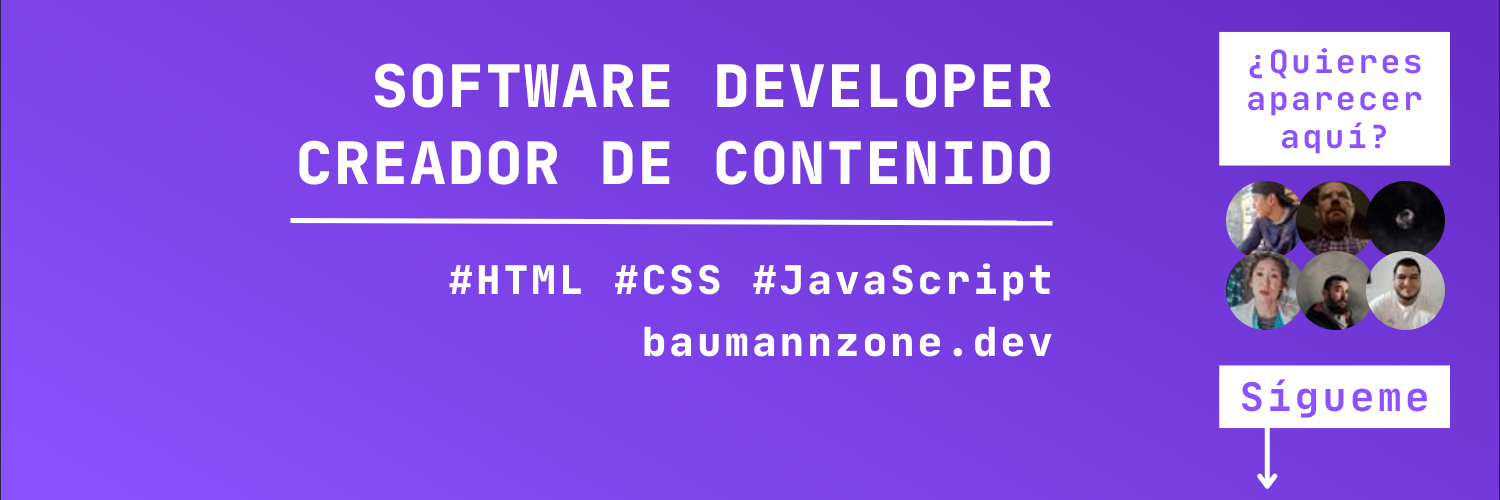 SOFTWARE DEVELOPER
CREADOR DE CONTENIDO
#HTML #CSS #JavaScript
baumannzone.dev
¿Quieres
aparecer
aquí?
Sígueme